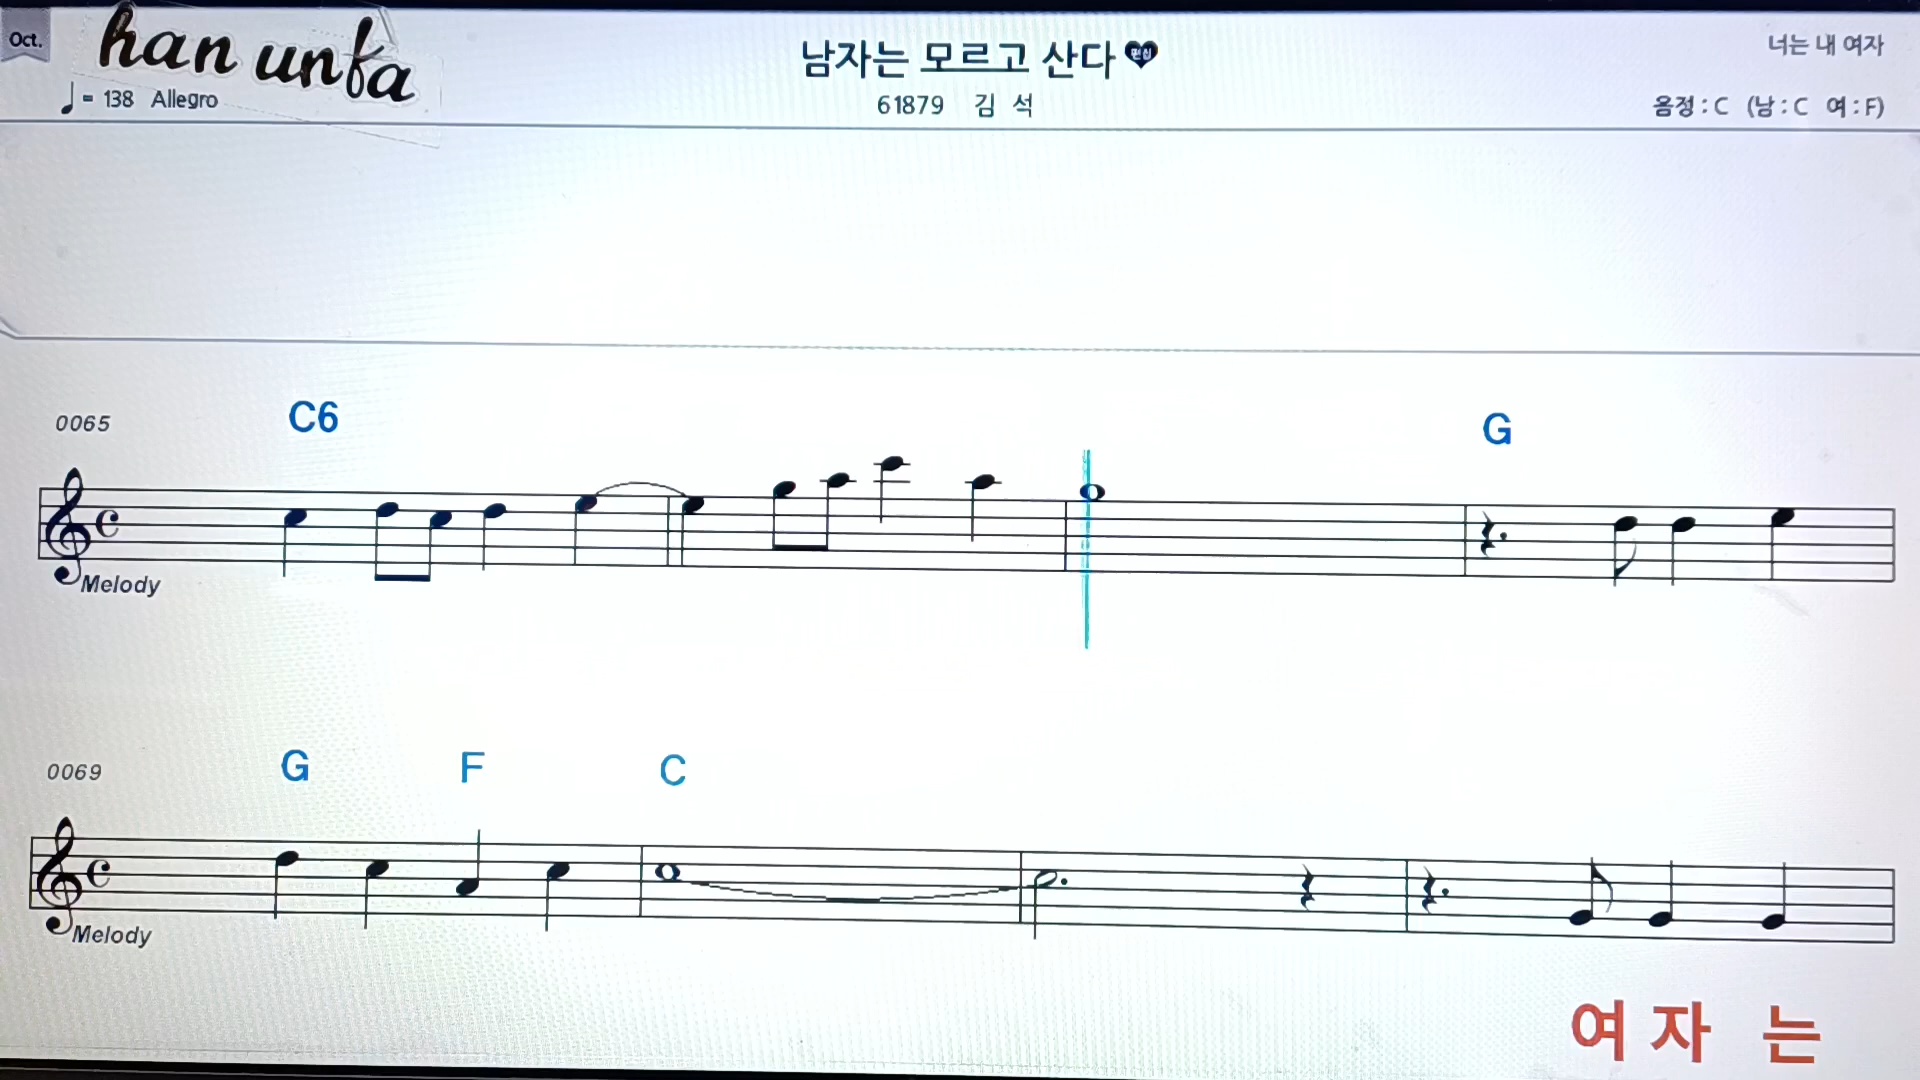 Oct.
han unfa
남자는 모르고 산다
너는 내 여자
= 138 Allegro
61879 김 석
음정 : C (남 : C 여 : F)
0065
C6
G
Melody
0069
G F C
Melody
여 자 는